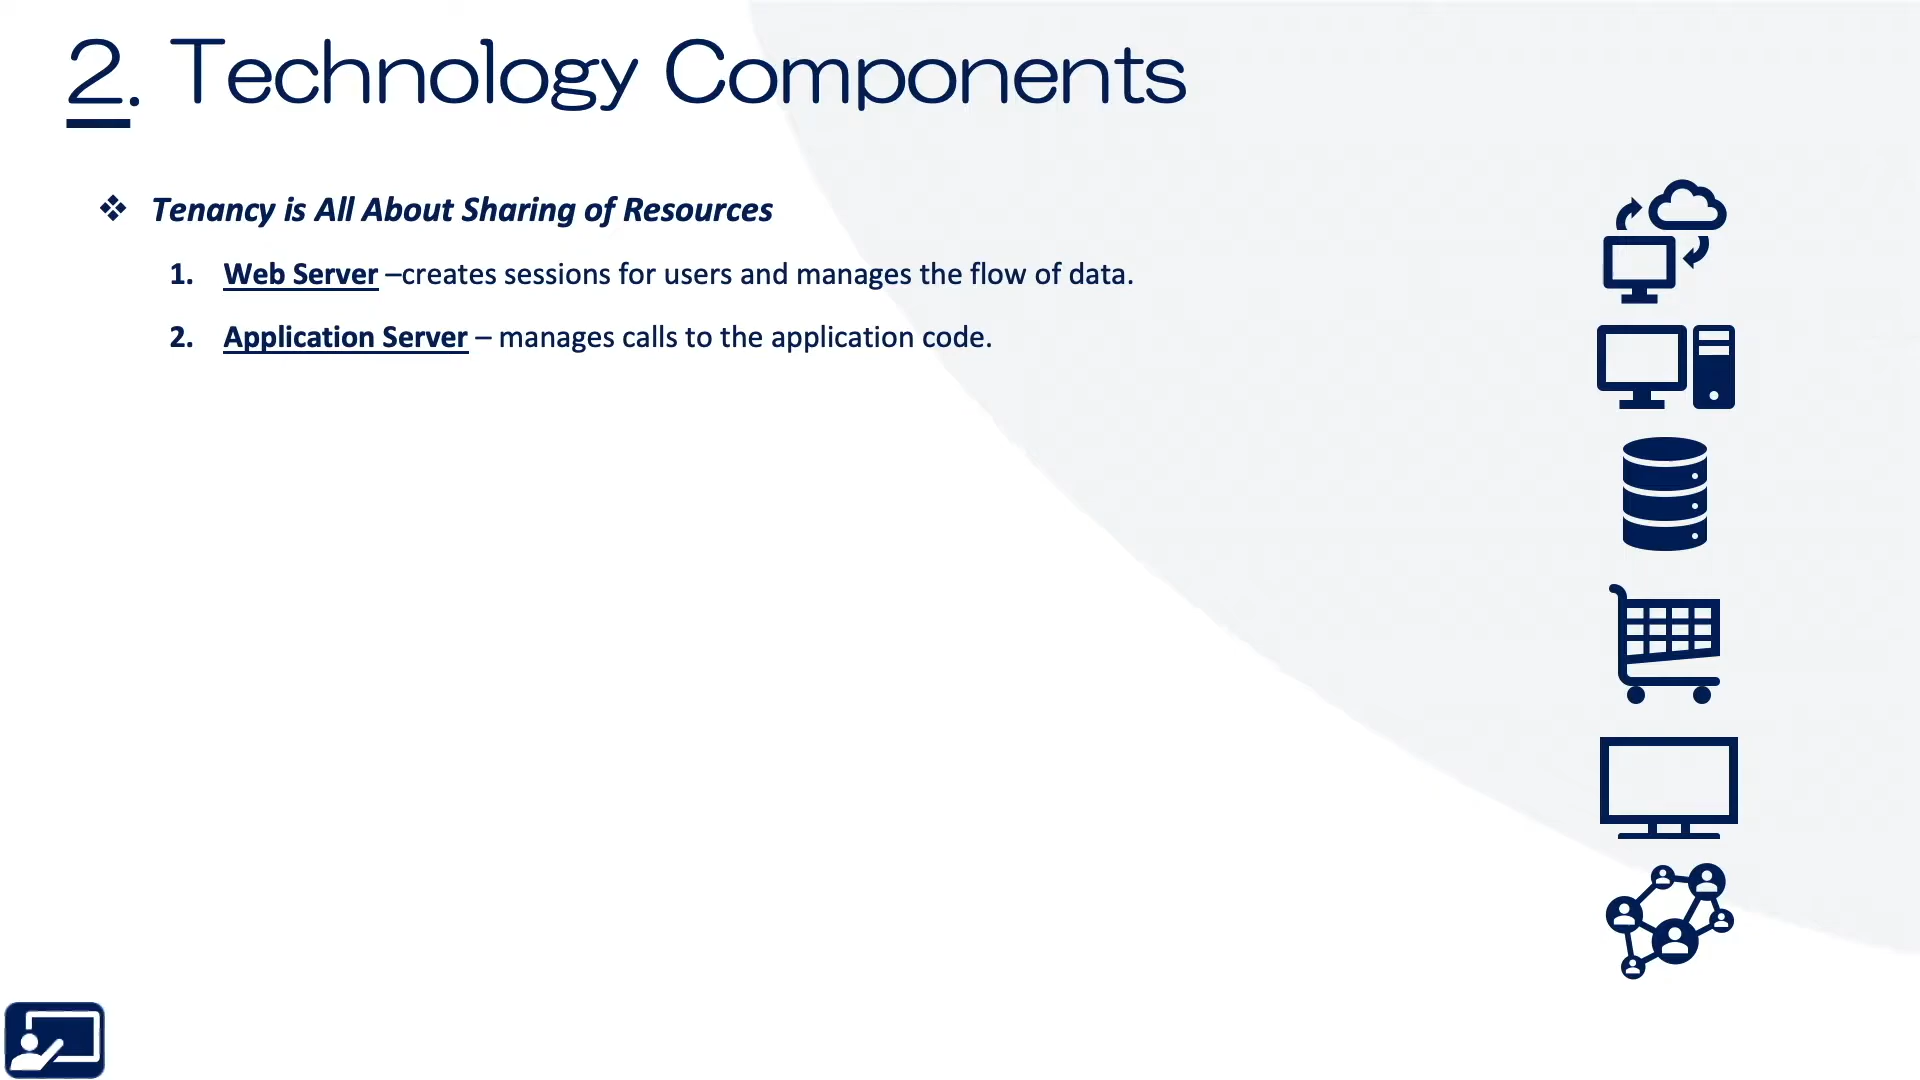 2. Technology Components
❖ Tenancy is All About Sharing of Resources
1. Web Server –creates sessions for users and manages the flow of data.
2. Application Server – manages calls to the application code.